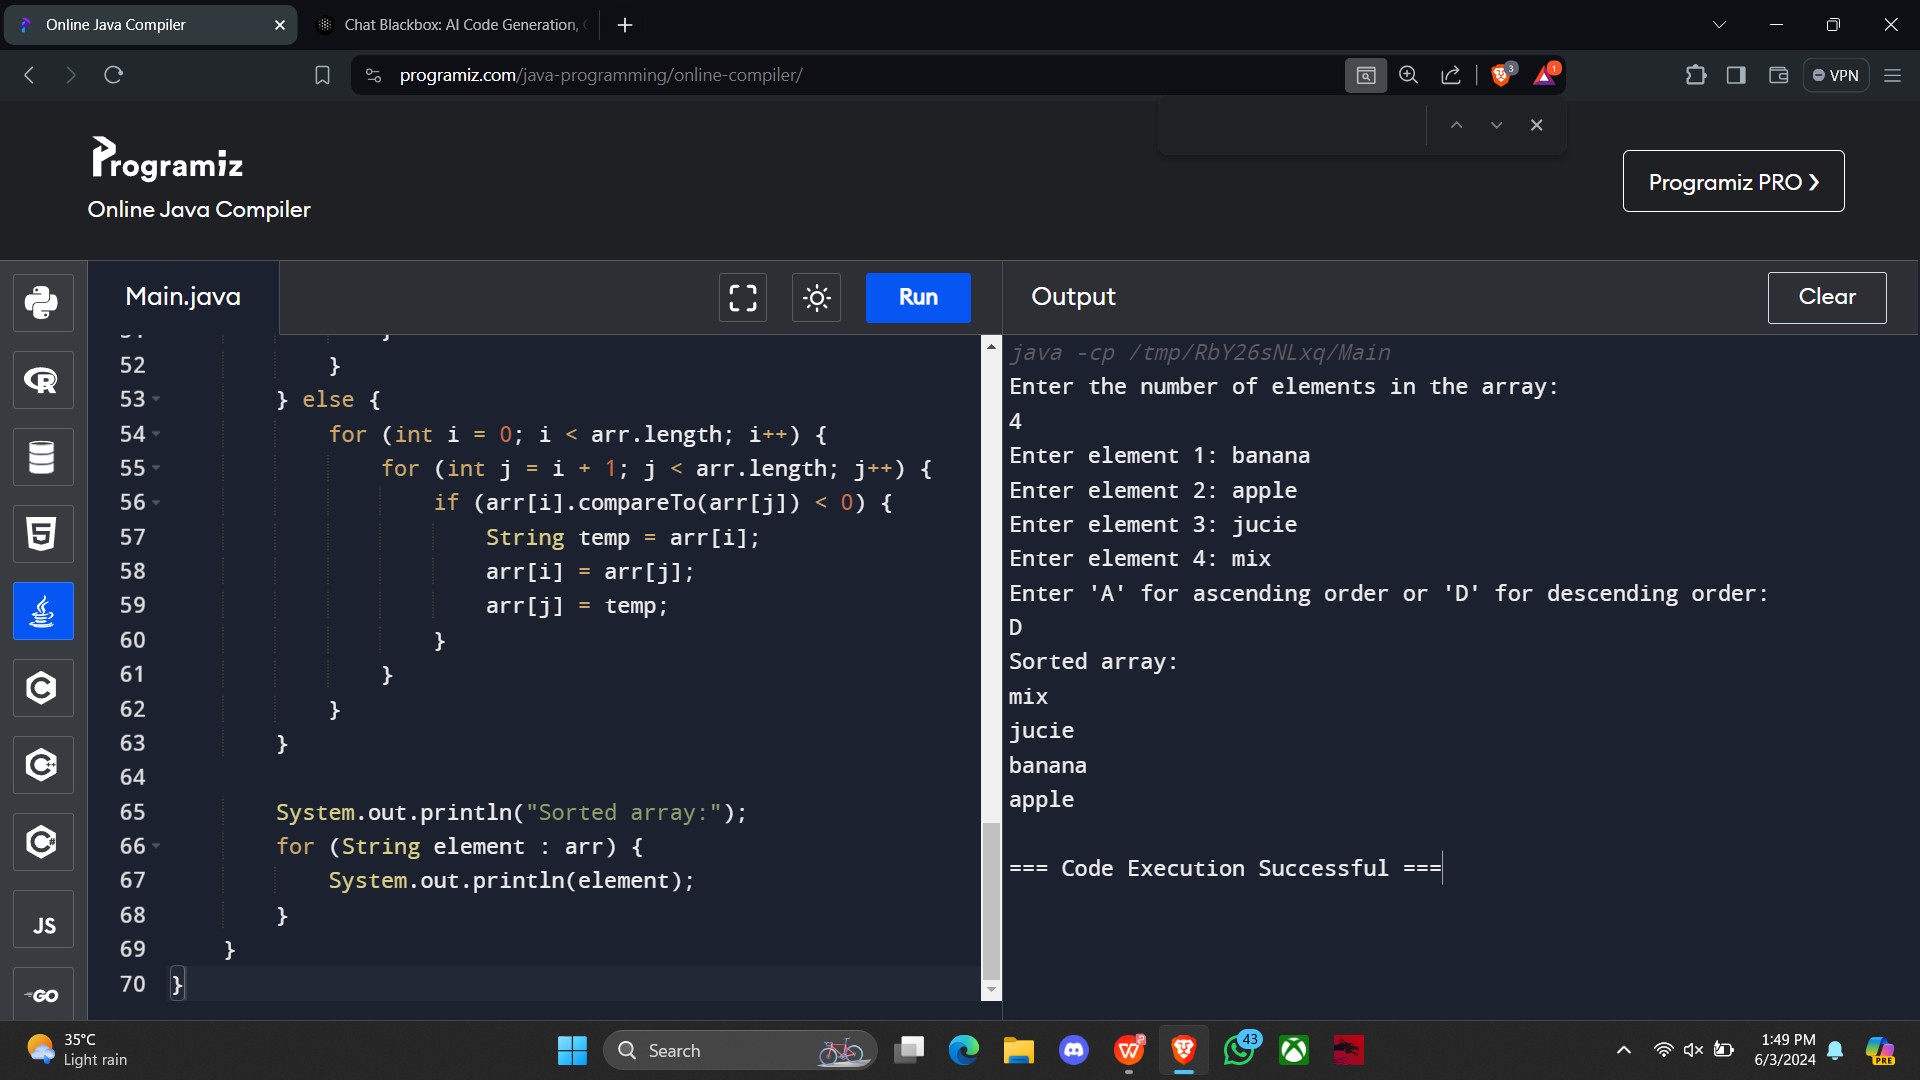 Online Java Compiler
Chat Blackbox: AI Code Generation,
programiz.com/java-programming/online-compiler/
3
1
VPN
Programiz
Online Java Compiler
Programiz PRO ❯
Main.java
Run
Output
Clear
52 }
53 } else {
54 for (int i = 0; i < arr.length; i++) {
55 for (int j = i + 1; j < arr.length; j++) {
56 if (arr[i].compareTo(arr[j]) < 0) {
57 String temp = arr[i];
58 arr[i] = arr[j];
59 arr[j] = temp;
60 }
61 }
62 }
63 }
64
65 System.out.println("Sorted array:");
66 for (String element : arr) {
67 System.out.println(element);
68 }
69 }
70 }
java -cp /tmp/RbY26sNLxq/Main
Enter the number of elements in the array:
4
Enter element 1: banana
Enter element 2: apple
Enter element 3: jucie
Enter element 4: mix
Enter 'A' for ascending order or 'D' for descending order:
D
Sorted array:
mix
jucie
banana
apple
=== Code Execution Successful ===
R
5
C
C++
C#
JS
GO
35°C
Light rain
Search
W
43
1:49 PM
6/3/2024
PRE